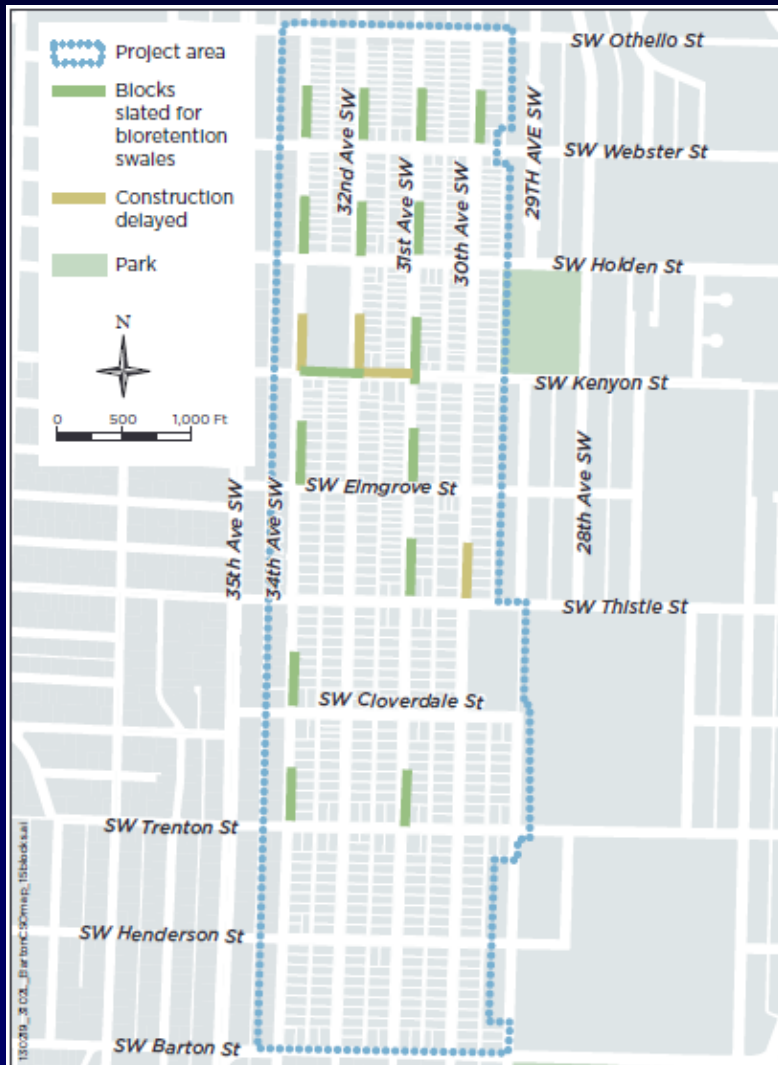 Project area
Blocks
slated for
bioretention
swales
Construction
delayed
Park
N
0 500 1,000 Ft
SW Othello St
32nd Ave SW
31st Ave SW
30th Ave SW
29TH AVE SW
SW Webster St
SW Holden St
SW Kenyon St
SW Elmgrove St
35th Ave SW
34th Ave SW
28th Ave SW
SW Thistle St
SW Cloverdale St
SW Trenton St
SW Henderson St
SW Barton St